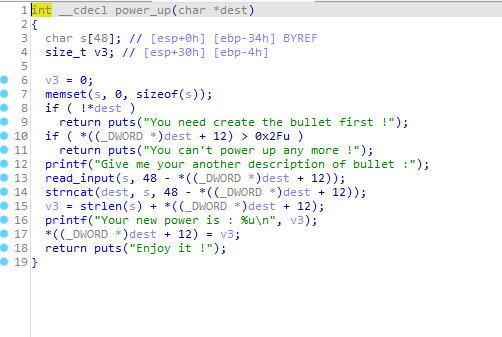 1 int __cdecl power_up(char *dest)
2 {
3 char s[48]; // [esp+0h] [ebp-34h] BYREF
4 size_t v3; // [esp+30h] [ebp-4h]
5
6 v3 = 0;
7 memset(s, 0, sizeof(s));
8 if ( !*dest )
9 return puts("You need create the bullet first !");
10 if ( *((_DWORD *)dest + 12) > 0x2Fu )
11 return puts("You can't power up any more !");
12 printf("Give me your another description of bullet :");
13 read_input(s, 48 - *((_DWORD *)dest + 12));
14 strncat(dest, s, 48 - *((_DWORD *)dest + 12));
15 v3 = strlen(s) + *((_DWORD *)dest + 12);
16 printf("Your new power is : %u\n", v3);
17 *((_DWORD *)dest + 12) = v3;
18 return puts("Enjoy it !");
19 }